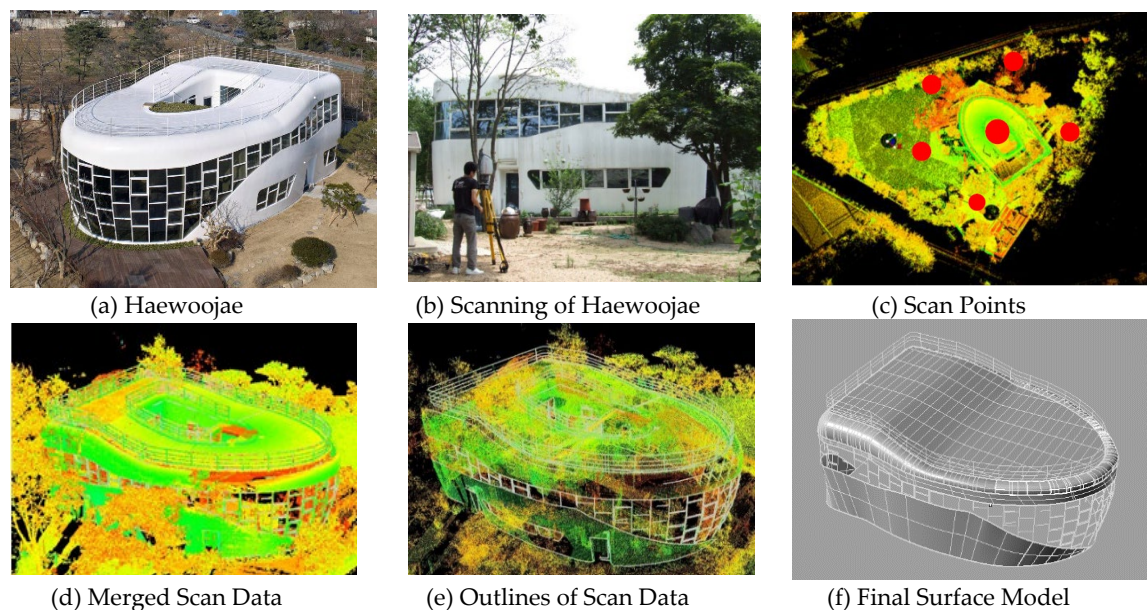 (a) Haewoojae
(b) Scanning of Haewoojae
(c) Scan Points
(d) Merged Scan Data
(e) Outlines of Scan Data
(f) Final Surface Model